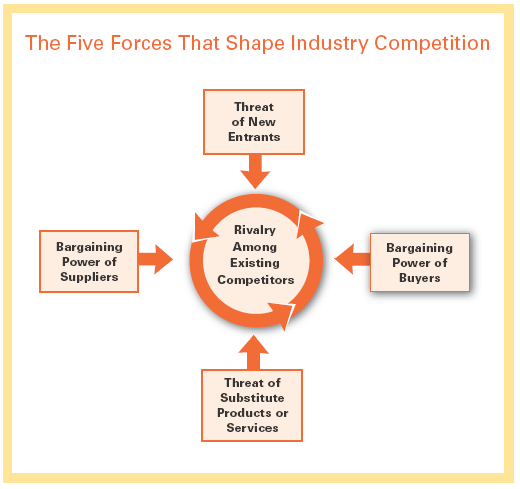 The Five Forces That Shape Industry Competition
Threat
of New
Entrants
Bargaining
Power of
Suppliers
Rivalry
Among
Existing
Competitors
Bargaining
Power of
Buyers
Threat of
Substitute
Products or
Services